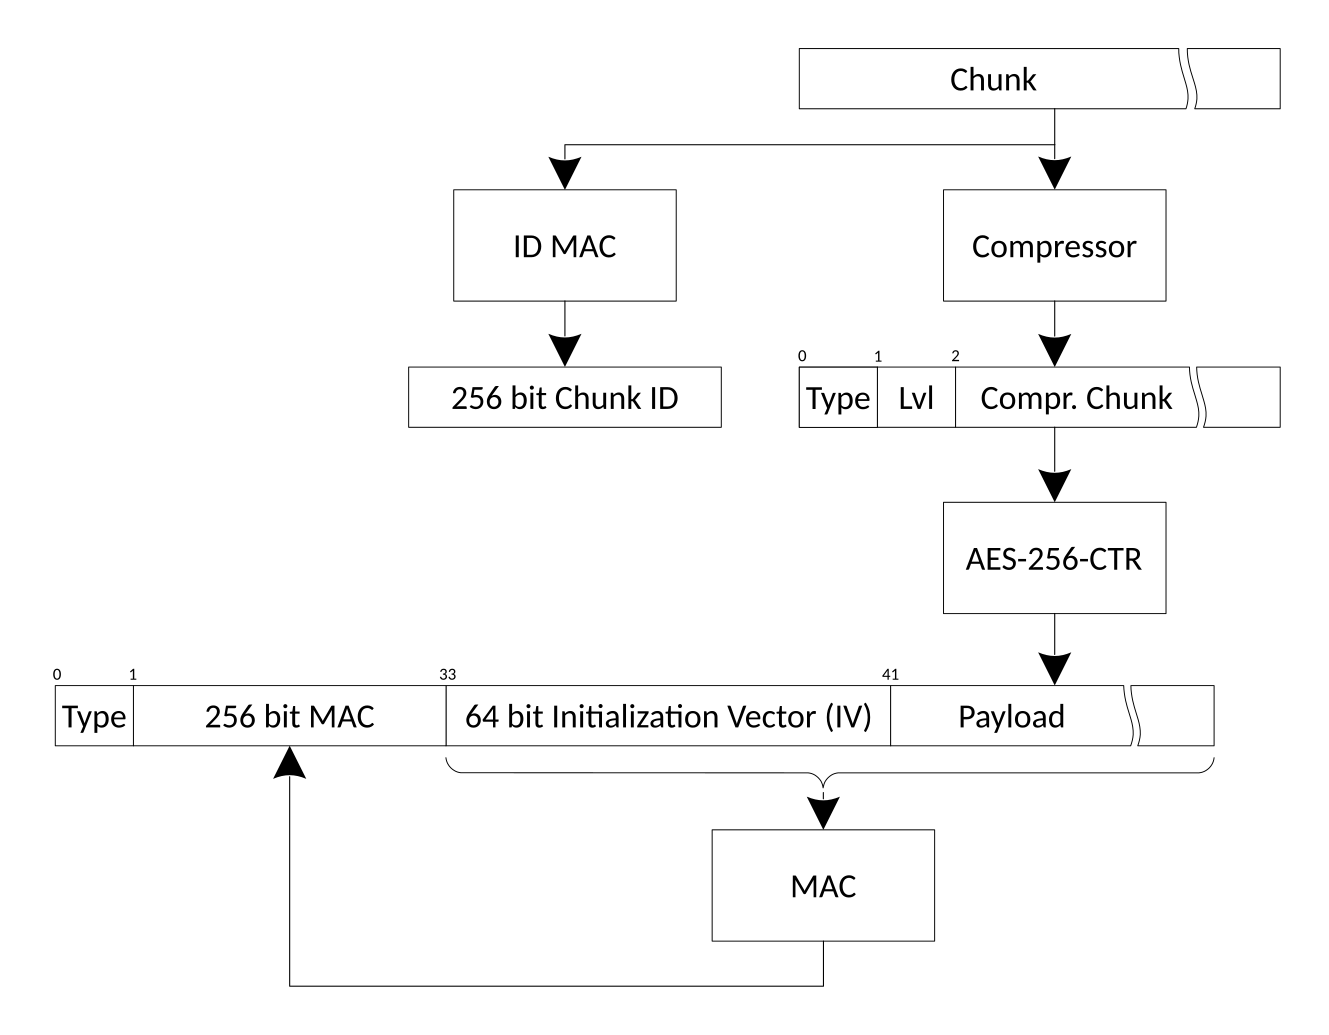 Chunk
ID MAC
Compressor
0 1 2
256 bit Chunk ID
Type Lvl Compr. Chunk
AES-256-CTR
0 1 33 41
Type 256 bit MAC 64 bit Initialization Vector (IV) Payload
MAC